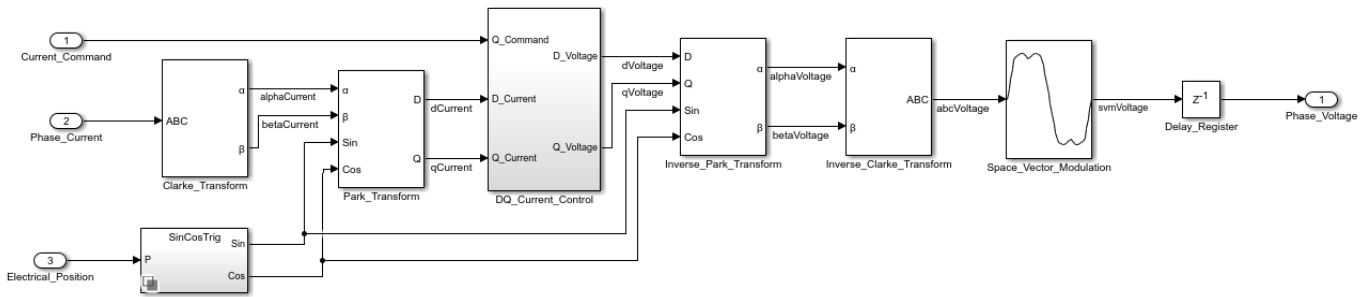 1
Current_Command
2
Phase_Current
3
Electrical_Position
ABC
α
β
Clarke_Transform
alphaCurrent
betaCurrent
SinCosTrig
P
Sin
Cos
α
β
Sin
Cos
D
Q
Park_Transform
dCurrent
qCurrent
Q_Command
D_Current
Q_Current
D_Voltage
Q_Voltage
DQ_Current_Control
dVoltage
qVoltage
D
Q
Sin
Cos
α
β
Inverse_Park_Transform
alphaVoltage
betaVoltage
α
β
ABC
Inverse_Clarke_Transform
abcVoltage
Space_Vector_Modulation
svmVoltage
Z-1
Delay_Register
1
Phase_Voltage